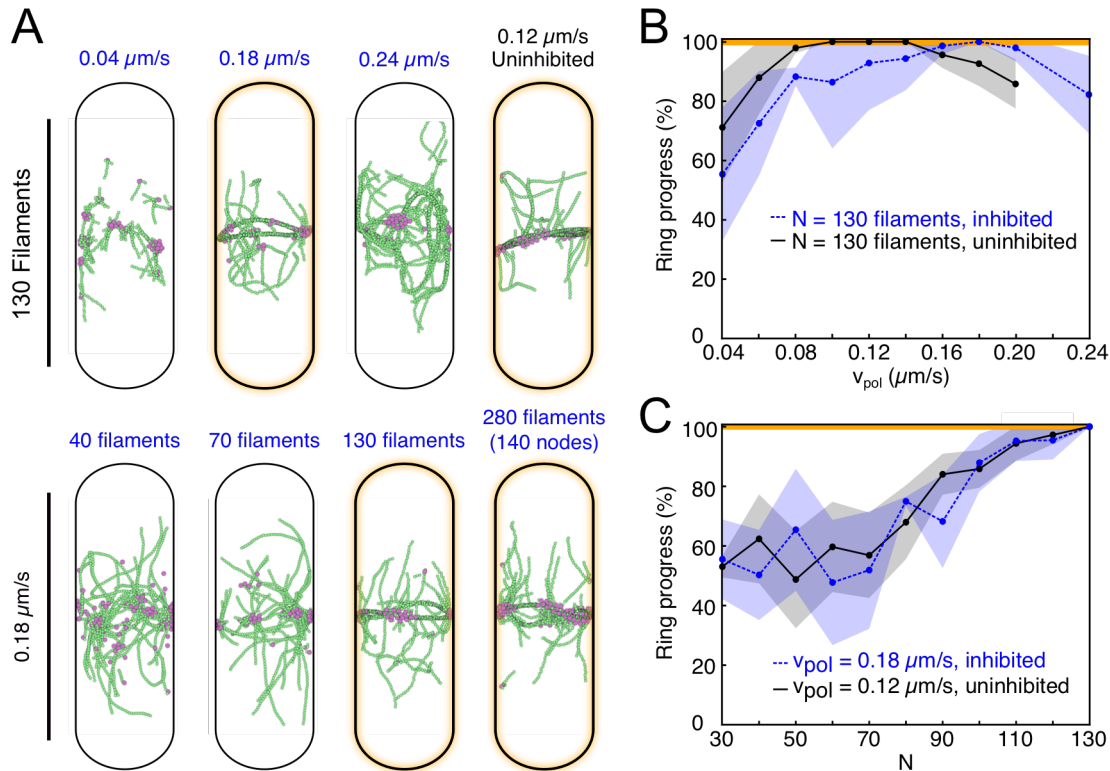 A
0.04 µm/s
0.18 µm/s
0.24 µm/s
0.12 µm/s
Uninhibited
130 Filaments
40 filaments
70 filaments
130 filaments
280 filaments
(140 nodes)
0.18 µm/s
B
Ring progress (%)
100
80
60
40
20
0
N = 130 filaments, inhibited
N = 130 filaments, uninhibited
0.04
0.08
0.12
0.16
0.20
0.24
vpol (µm/s)
C
Ring progress (%)
100
80
60
40
20
0
vpol = 0.18 µm/s, inhibited
vpol = 0.12 µm/s, uninhibited
30
50
70
90
110
130
N